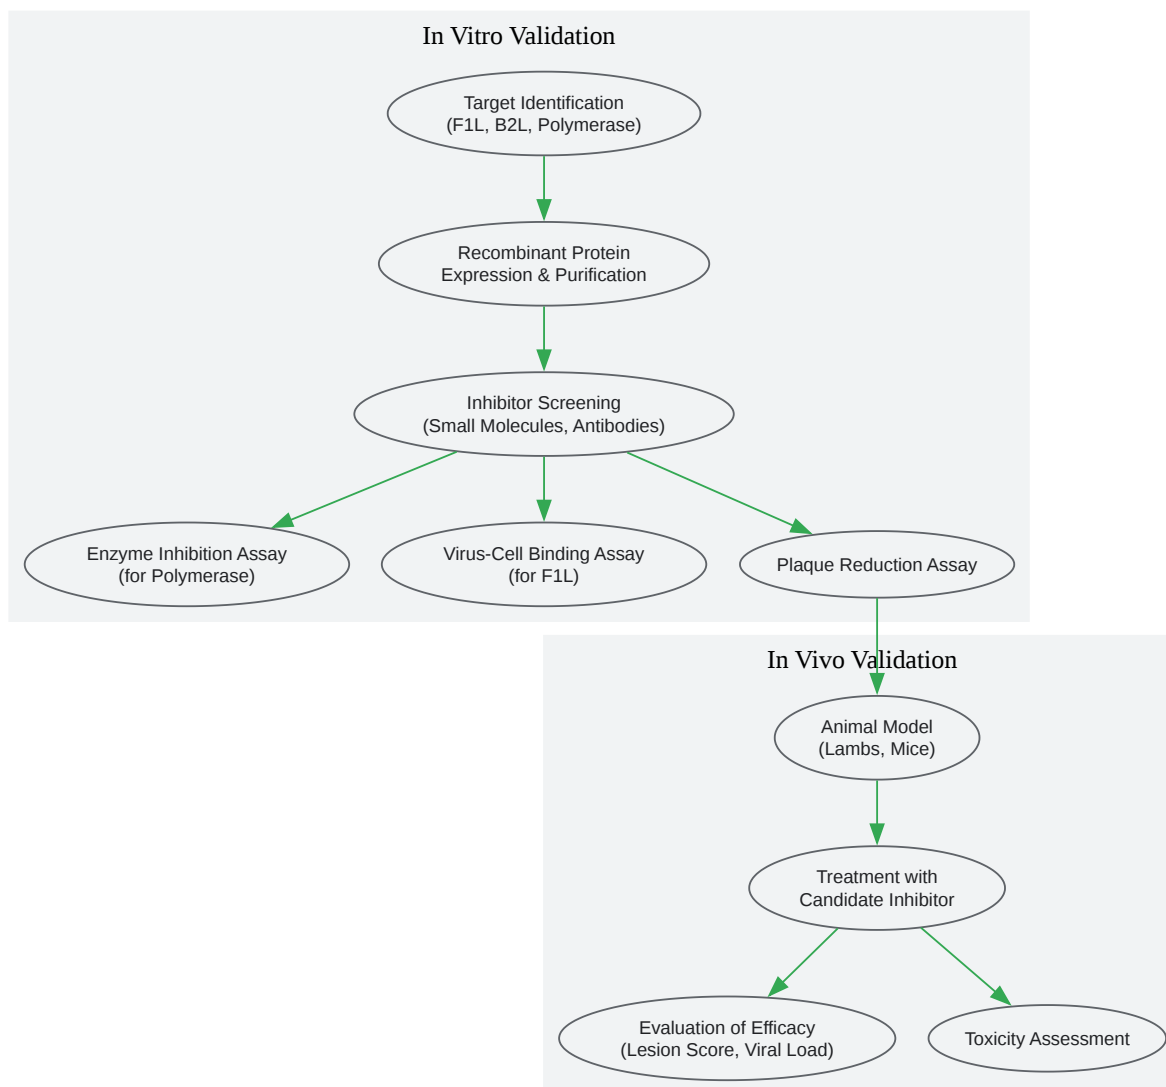 In Vitro Validation
Target Identification
(F1L, B2L, Polymerase)
Recombinant Protein
Expression & Purification
Inhibitor Screening
(Small Molecules, Antibodies)
Enzyme Inhibition Assay
(for Polymerase)
Virus-Cell Binding Assay
(for F1L)
Plaque Reduction Assay
In Vivo Validation
Animal Model
(Lambs, Mice)
Treatment with
Candidate Inhibitor
Evaluation of Efficacy
(Lesion Score, Viral Load)
Toxicity Assessment